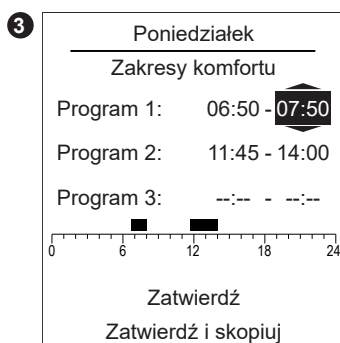 3
Poniedziałek
Zakresy komfortu
Program 1: 06:50 - 07:50
Program 2: 11:45 - 14:00
Program 3: --:-- - --:--
0 6 12 18 24
Zatwierdź
Zatwierdź i skopiuj